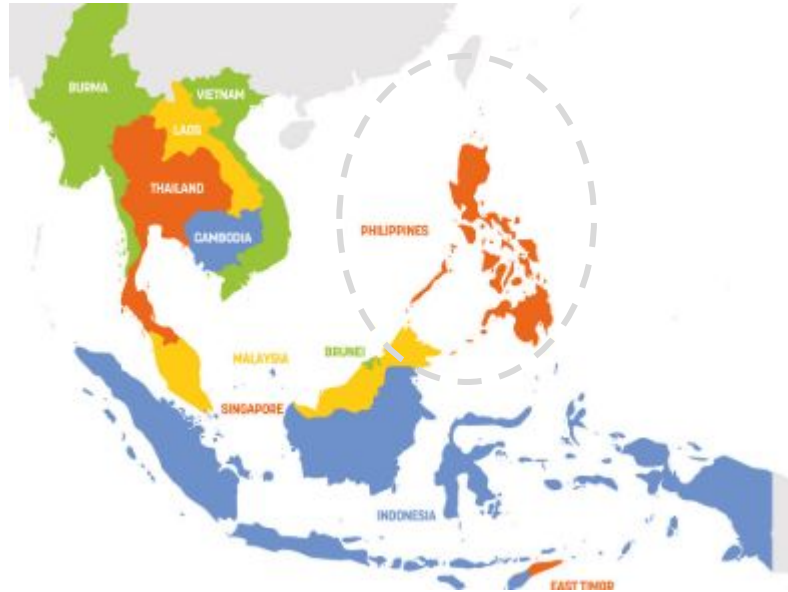 BURMA
VIETNAM
LAOS
THAILAND
CAMBODIA
PHILIPPINES
BRUNEI
MALAYSIA
SINGAPORE
INDONESIA
EAST TIMOR